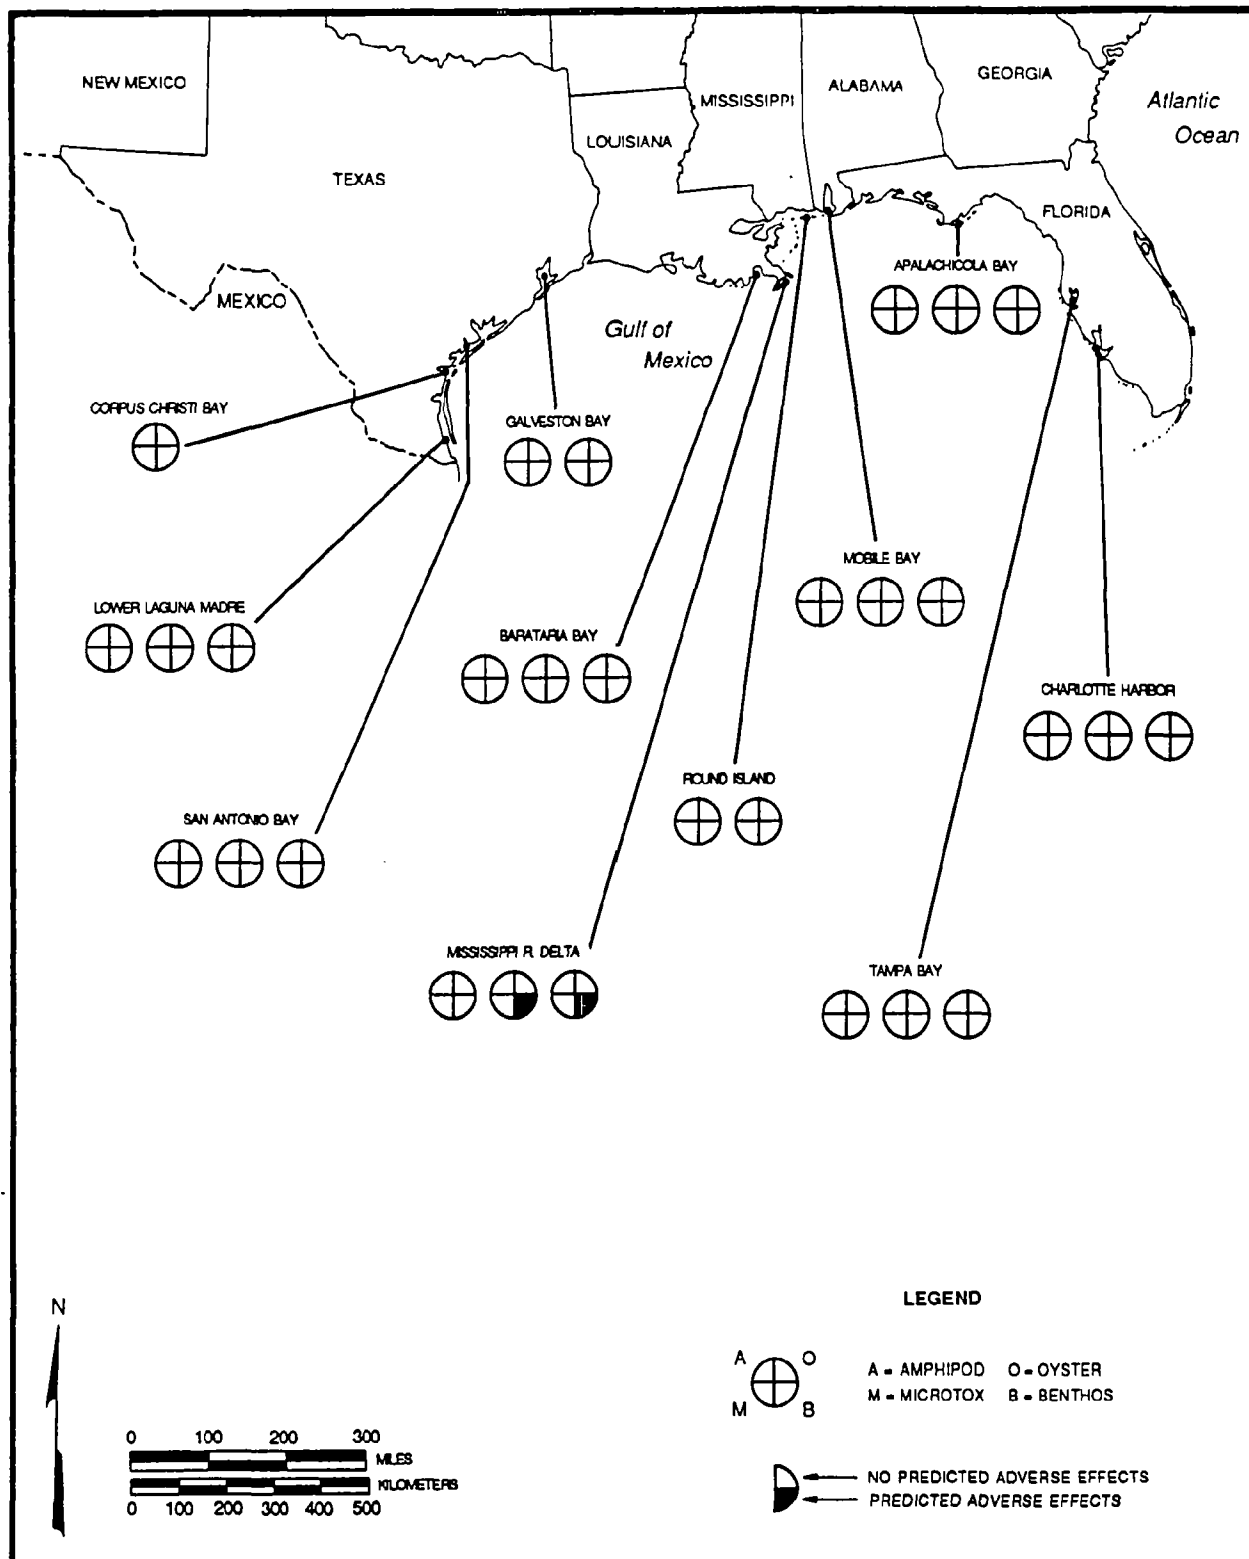 NEW MEXICO
TEXAS
LOUISIANA
MISSISSIPPI
ALABAMA
GEORGIA
Atlantic
Ocean
FLORIDA
MEXICO
Gulf of
Mexico
APALACHICOLA BAY
CORPUS CHRISTI BAY
GALVESTON BAY
MOBILE BAY
LOWER LAGUNA MADRE
BARATARIA BAY
CHARLOTTE HARBOR
ROUND ISLAND
SAN ANTONIO BAY
MISSISSIPPI R. DELTA
TAMPA BAY
LEGEND
N
A O
M B
A = AMPHIPOD O = OYSTER
M = MICROTOX B = BENTHOS
0 100 200 300
MILES
KILOMETERS
0 100 200 300 400 500
NO PREDICTED ADVERSE EFFECTS
PREDICTED ADVERSE EFFECTS